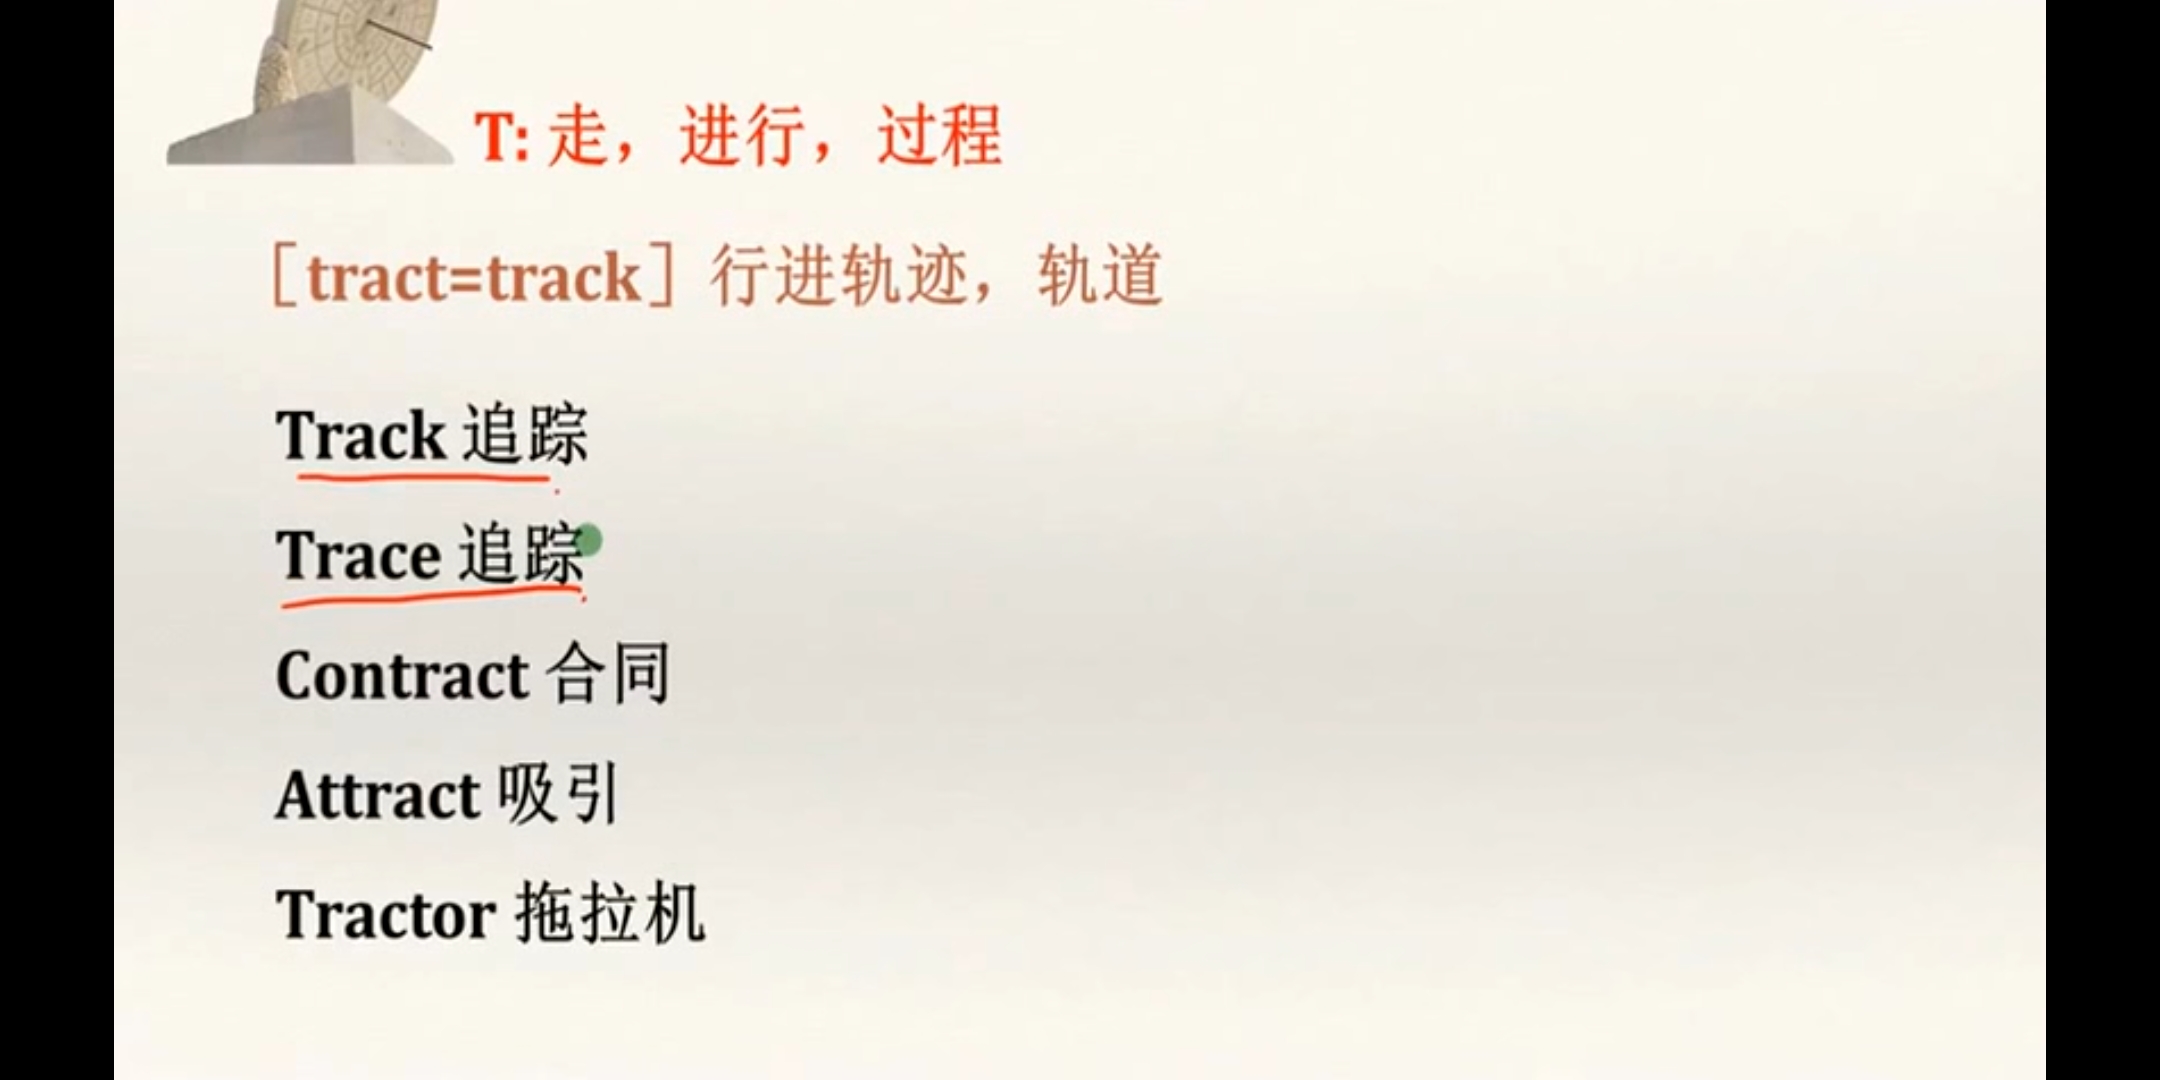 T: 走，进行，过程
［tract=track］行进轨迹，轨道
Track 追踪
Trace 追踪
Contract 合同
Attract 吸引
Tractor 拖拉机